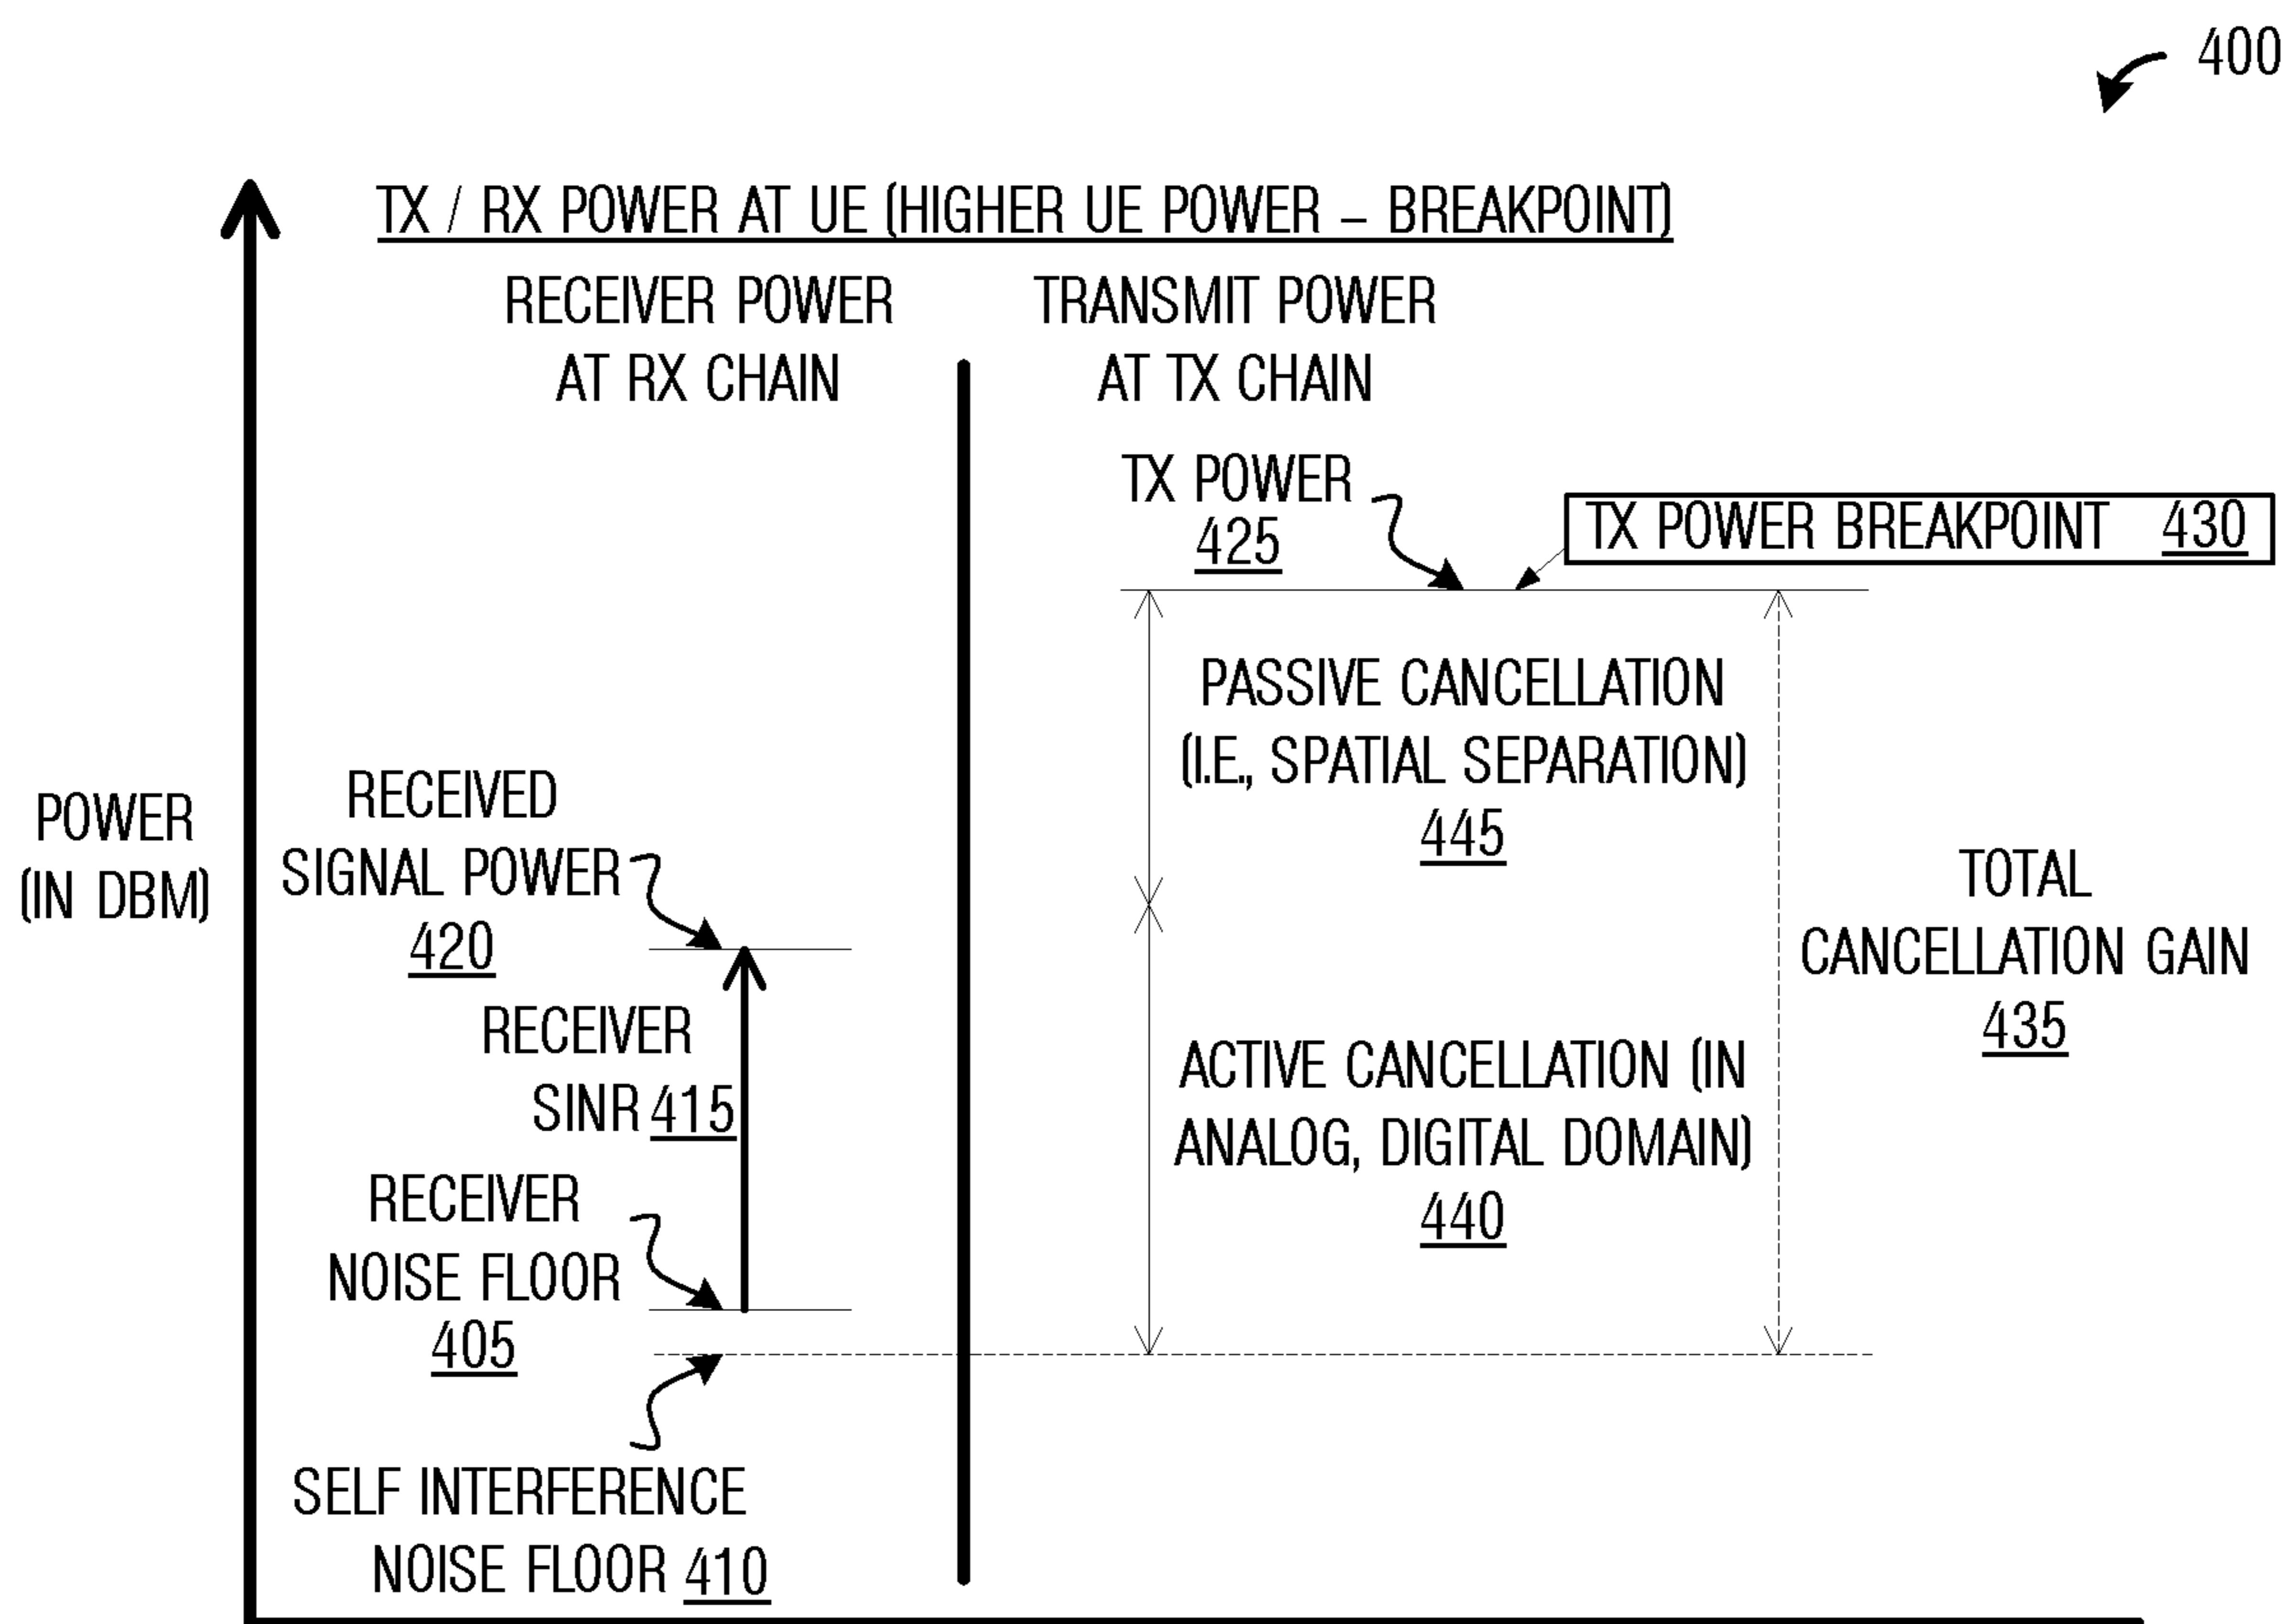 400
TX / RX POWER AT UE (HIGHER UE POWER – BREAKPOINT)
RECEIVER POWER
AT RX CHAIN
TRANSMIT POWER
AT TX CHAIN
TX POWER
425
TX POWER BREAKPOINT 430
PASSIVE CANCELLATION
(I.E., SPATIAL SEPARATION)
445
POWER
(IN DBM)
RECEIVED
SIGNAL POWER
420
TOTAL
CANCELLATION GAIN
435
RECEIVER
SINR 415
ACTIVE CANCELLATION (IN
ANALOG, DIGITAL DOMAIN)
440
RECEIVER
NOISE FLOOR
405
SELF INTERFERENCE
NOISE FLOOR 410